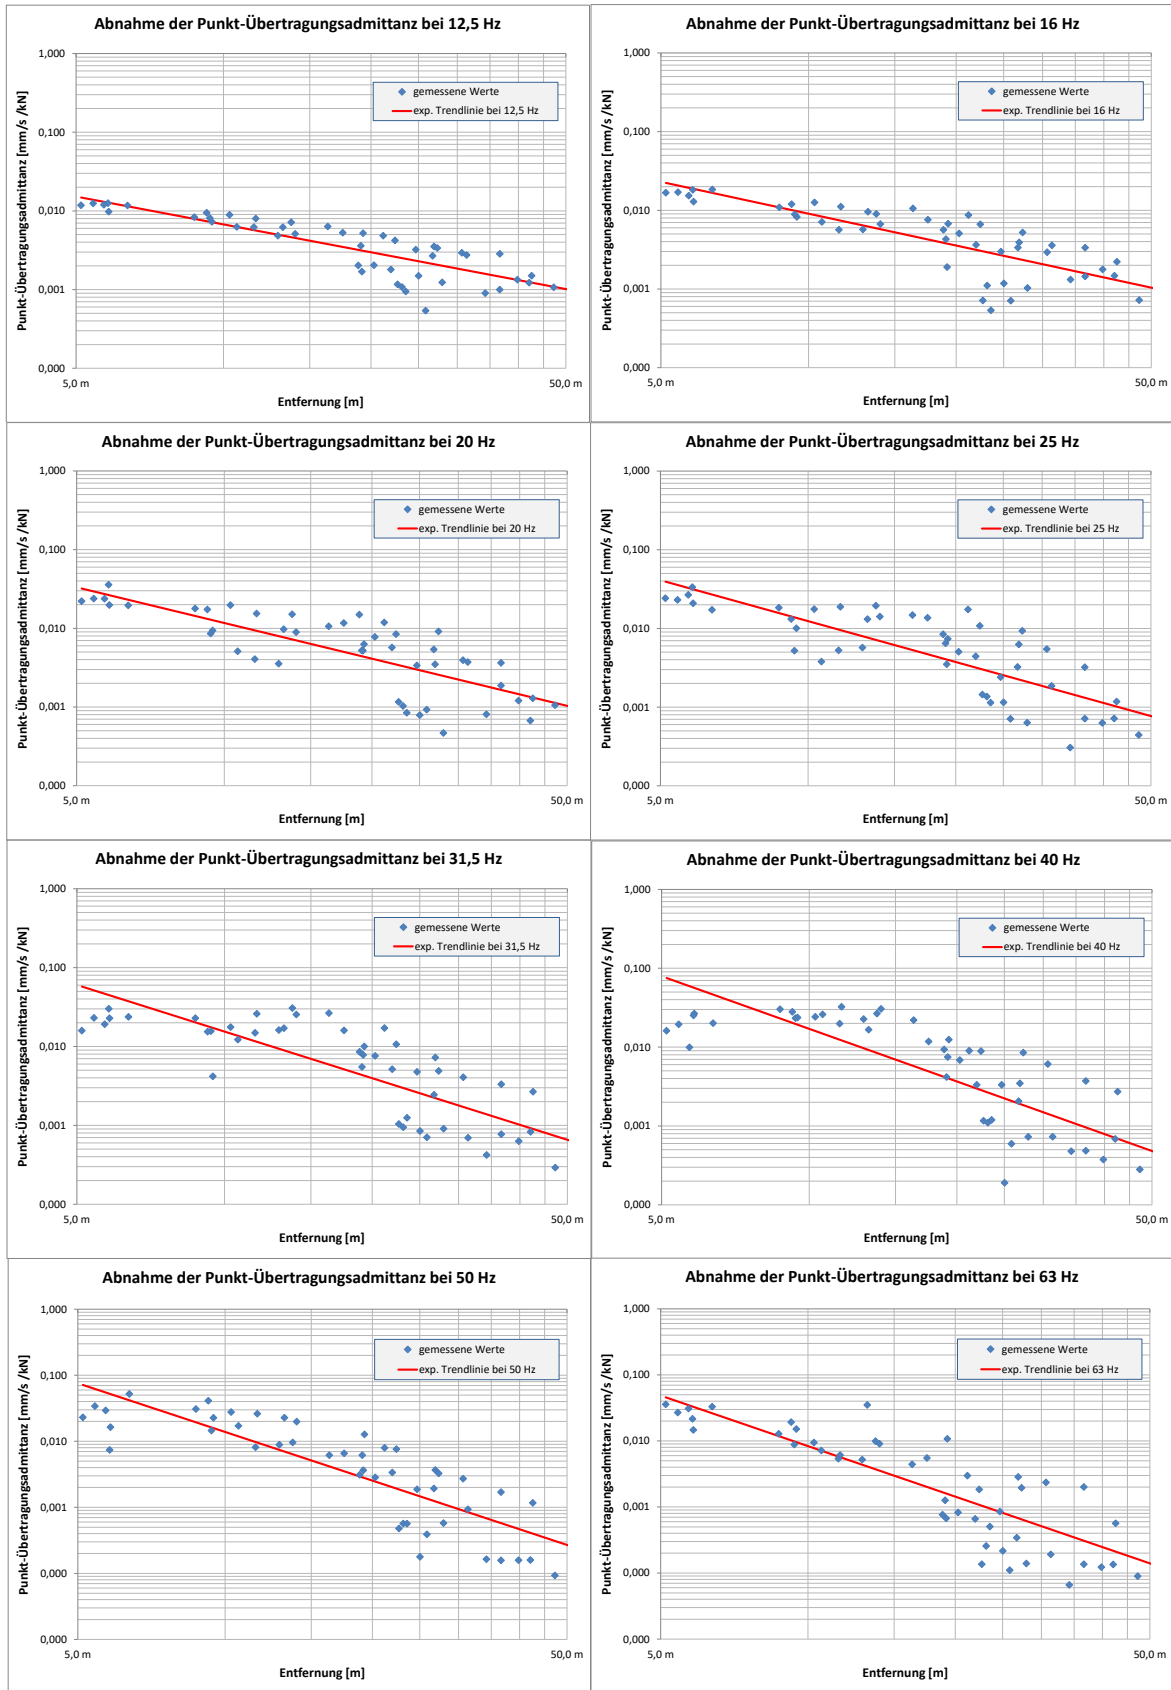 Abnahme der Punkt-Übertragungsadmittanz bei 12,5 Hz
Punkt-Übertragungsadmittanz [mm/s /kN]
1,000
0,100
0,010
0,001
0,000
gemessene Werte
exp. Trendlinie bei 12,5 Hz
5,0 m
50,0 m
Entfernung [m]
Abnahme der Punkt-Übertragungsadmittanz bei 16 Hz
Punkt-Übertragungsadmittanz [mm/s /kN]
1,000
0,100
0,010
0,001
0,000
gemessene Werte
exp. Trendlinie bei 16 Hz
5,0 m
50,0 m
Entfernung [m]
Abnahme der Punkt-Übertragungsadmittanz bei 20 Hz
Punkt-Übertragungsadmittanz [mm/s /kN]
1,000
0,100
0,010
0,001
0,000
gemessene Werte
exp. Trendlinie bei 20 Hz
5,0 m
50,0 m
Entfernung [m]
Abnahme der Punkt-Übertragungsadmittanz bei 25 Hz
Punkt-Übertragungsadmittanz [mm/s /kN]
1,000
0,100
0,010
0,001
0,000
gemessene Werte
exp. Trendlinie bei 25 Hz
5,0 m
50,0 m
Entfernung [m]
Abnahme der Punkt-Übertragungsadmittanz bei 31,5 Hz
Punkt-Übertragungsadmittanz [mm/s /kN]
1,000
0,100
0,010
0,001
0,000
gemessene Werte
exp. Trendlinie bei 31,5 Hz
5,0 m
50,0 m
Entfernung [m]
Abnahme der Punkt-Übertragungsadmittanz bei 40 Hz
Punkt-Übertragungsadmittanz [mm/s /kN]
1,000
0,100
0,010
0,001
0,000
gemessene Werte
exp. Trendlinie bei 40 Hz
5,0 m
50,0 m
Entfernung [m]
Abnahme der Punkt-Übertragungsadmittanz bei 50 Hz
Punkt-Übertragungsadmittanz [mm/s /kN]
1,000
0,100
0,010
0,001
0,000
0,000
gemessene Werte
exp. Trendlinie bei 50 Hz
5,0 m
50,0 m
Entfernung [m]
Abnahme der Punkt-Übertragungsadmittanz bei 63 Hz
Punkt-Übertragungsadmittanz [mm/s /kN]
1,000
0,100
0,010
0,001
0,000
0,000
gemessene Werte
exp. Trendlinie bei 63 Hz
5,0 m
50,0 m
Entfernung [m]